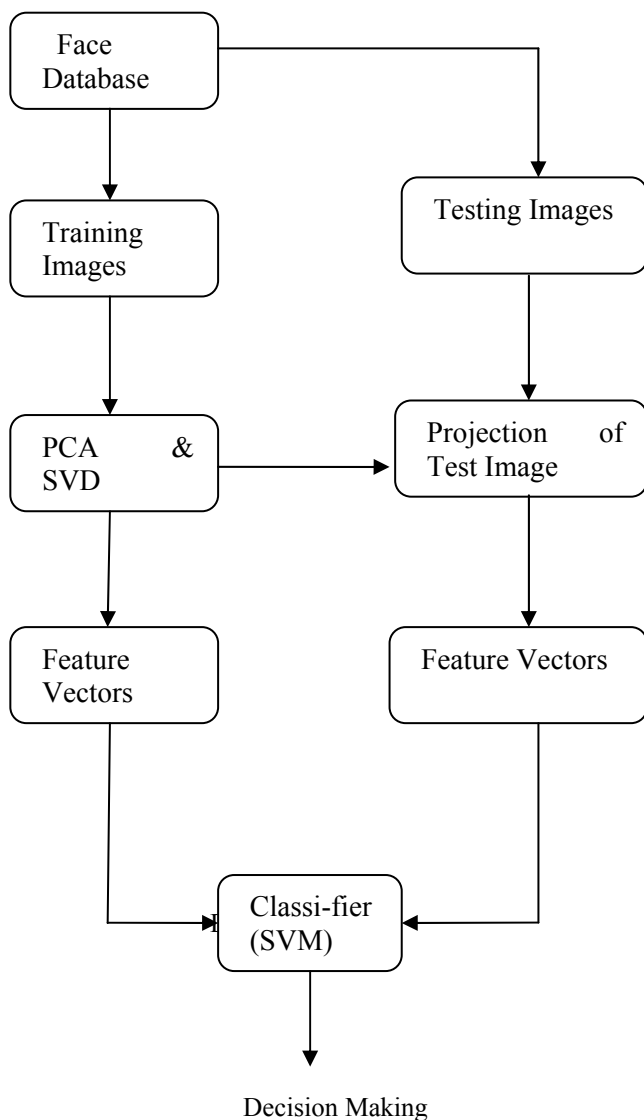 Face
Database
Training
Images
Testing Images
PCA &
SVD
Projection of
Test Image
Feature
Vectors
Feature Vectors
Classi-fier
(SVM)
Decision Making